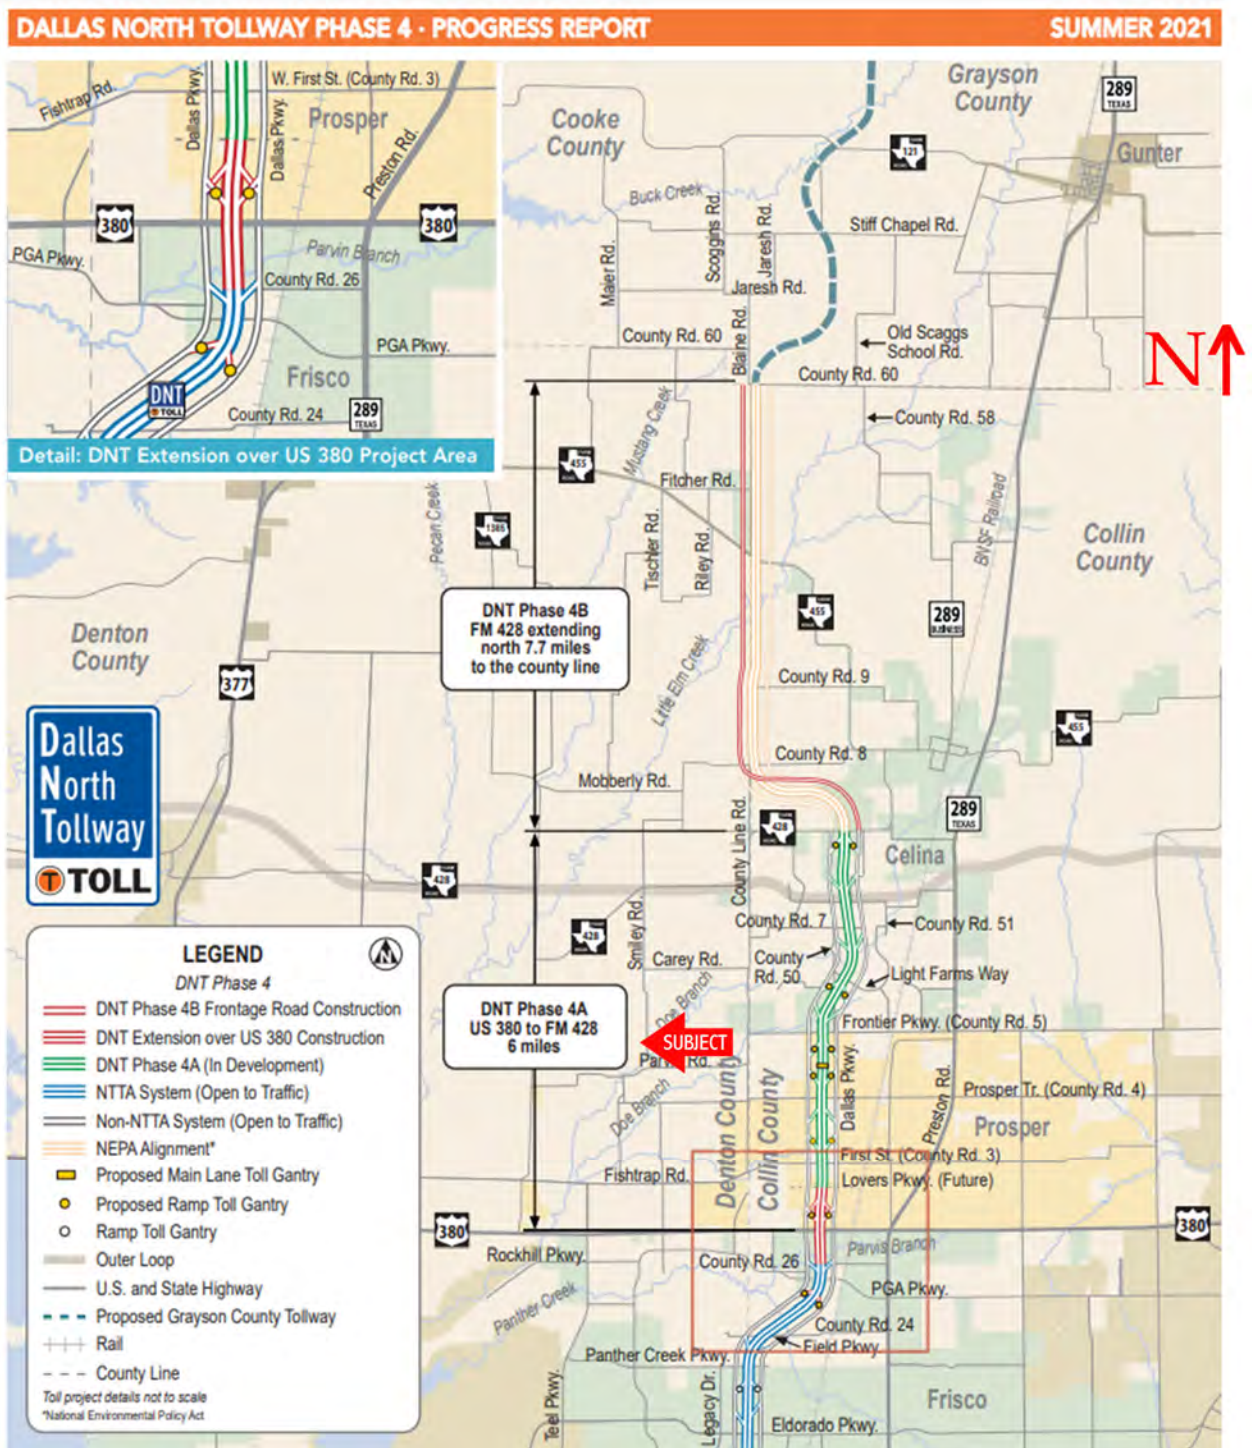 DALLAS NORTH TOLLWAY PHASE 4 · PROGRESS REPORT
SUMMER 2021
Fishtrap Rd.
Dallas Pkwy.
W. First St. (County Rd. 3)
Prosper
Dallas Pkwy.
Preston Rd.
380
380
PGA Pkwy.
Parvin Branch
County Rd. 26
PGA Pkwy.
Frisco
DNT
TOLL
County Rd. 24
289
TEXAS
Detail: DNT Extension over US 380 Project Area
Cooke
County
Grayson
County
289
TEXAS
121
Gunter
Buck Creek
Maier Rd.
Scoggins Rd.
Jaresh Rd.
Stiff Chapel Rd.
Jaresh Rd.
County Rd. 60
Blaine Rd.
Old Scaggs
School Rd.
N
County Rd. 60
County Rd. 58
Mustang Creek
455
Fitcher Rd.
Pecan Creek
1385
Tischler Rd.
Riley Rd.
BNSF Railroad
Collin
County
DNT Phase 4B
FM 428 extending
north 7.7 miles
to the county line
455
289
BUSINESS
Denton
County
377
Little Elm Creek
County Rd. 9
455
County Rd. 8
Mobberly Rd.
Dallas
North
Tollway
T TOLL
County Line Rd.
428
289
TEXAS
Celina
428
428
Smiley Rd.
County Rd. 7
County Rd. 51
Carey Rd.
County
Rd. 50
Light Farms Way
Doe Branch
DNT Phase 4A
US 380 to FM 428
6 miles
SUBJECT
Frontier Pkwy. (County Rd. 5)
Doe Branch
Denton County
Collin County
Dallas Pkwy.
Preston Rd.
Prosper Tr. (County Rd. 4)
Prosper
First St. (County Rd. 3)
Fishtrap Rd.
Lovers Pkwy. (Future)
380
380
Rockhill Pkwy.
County Rd. 26
Parvis Branch
PGA Pkwy.
Panther Creek
County Rd. 24
Field Pkwy
Panther Creek Pkwy.
Teel Pkwy.
Legacy Dr.
Frisco
Eldorado Pkwy.
LEGEND
N
DNT Phase 4
DNT Phase 4B Frontage Road Construction
DNT Extension over US 380 Construction
DNT Phase 4A (In Development)
NTTA System (Open to Traffic)
Non-NTTA System (Open to Traffic)
NEPA Alignment*
Proposed Main Lane Toll Gantry
Proposed Ramp Toll Gantry
Ramp Toll Gantry
Outer Loop
U.S. and State Highway
Proposed Grayson County Tollway
Rail
County Line
Toll project details not to scale
*National Environmental Policy Act